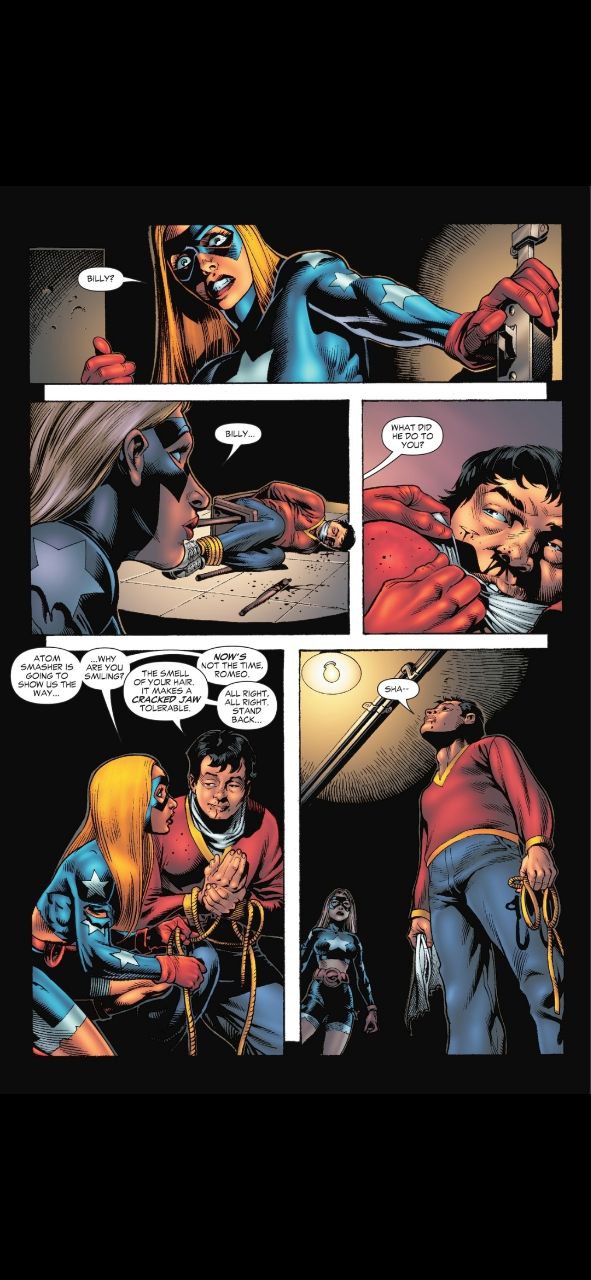 BILLY?
BILLY...
WHAT DID
HE DO TO
YOU?
ATOM
SMASHER IS
GOING TO
SHOW US THE
WAY...
...WHY
ARE YOU
SMILING?
THE SMELL
OF YOUR HAIR.
IT MAKES A
CRACKED JAW
TOLERABLE.
NOW'S
NOT THE TIME,
ROMEO.
ALL RIGHT,
ALL RIGHT.
STAND
BACK...
SHA--